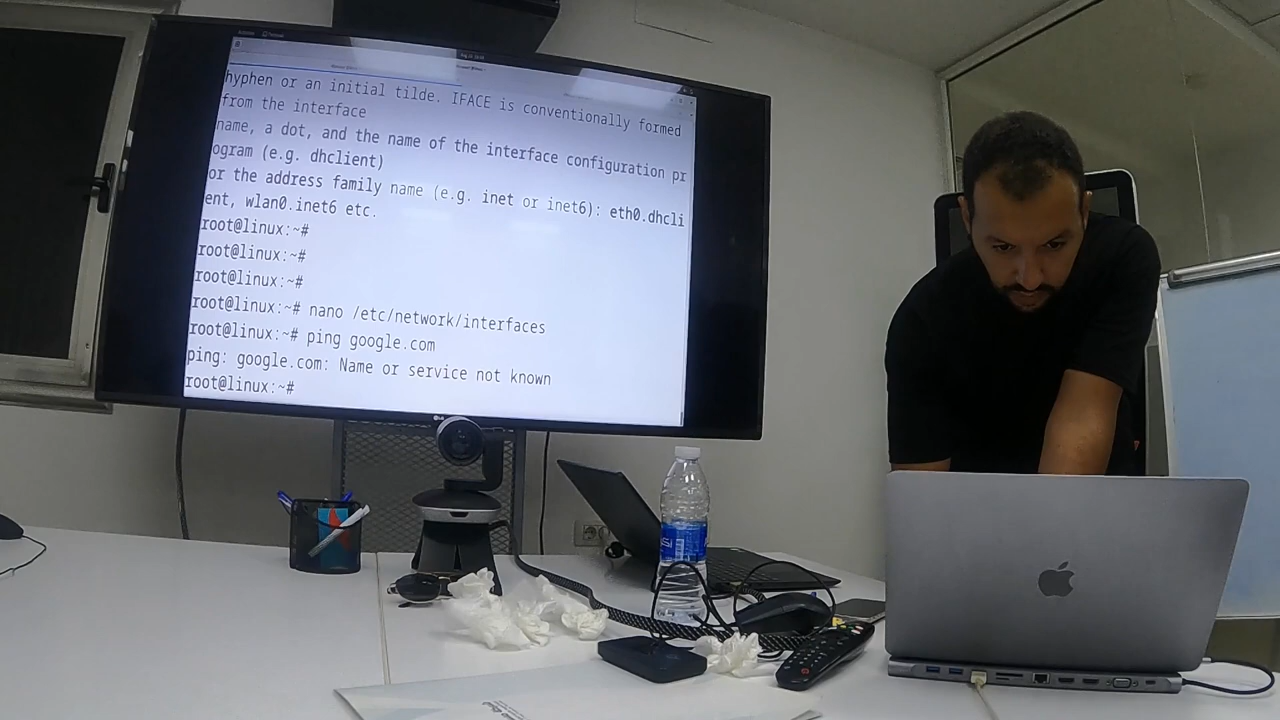 hyphen or an initial tilde. IFACE is conventionally formed
from the interface
name, a dot, and the name of the interface configuration pr
ogram (e.g. dhclient)
or the address family name (e.g. inet or inet6): eth0.dhcli
ent, wlan0.inet6 etc.
root@linux:~#
root@linux:~#
root@linux:~#
root@linux:~# nano /etc/network/interfaces
root@linux:~# ping google.com
ping: google.com: Name or service not known
root@linux:~#
LG